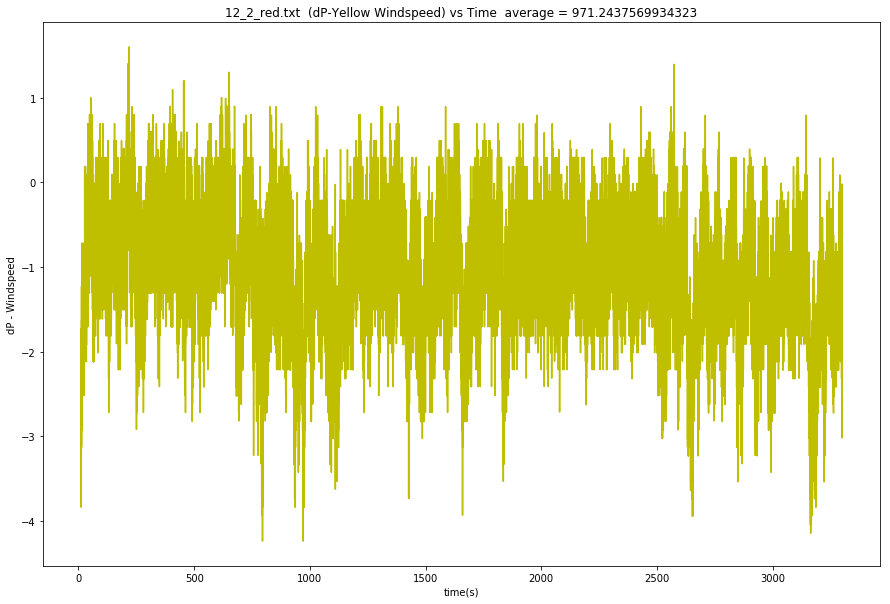 12_2_red.txt  (dP-Yellow Windspeed) vs Time  average = 971.2437569934323
dP - Windspeed
1
0
−1
−2
−3
−4
0 500 1000 1500 2000 2500 3000
time(s)